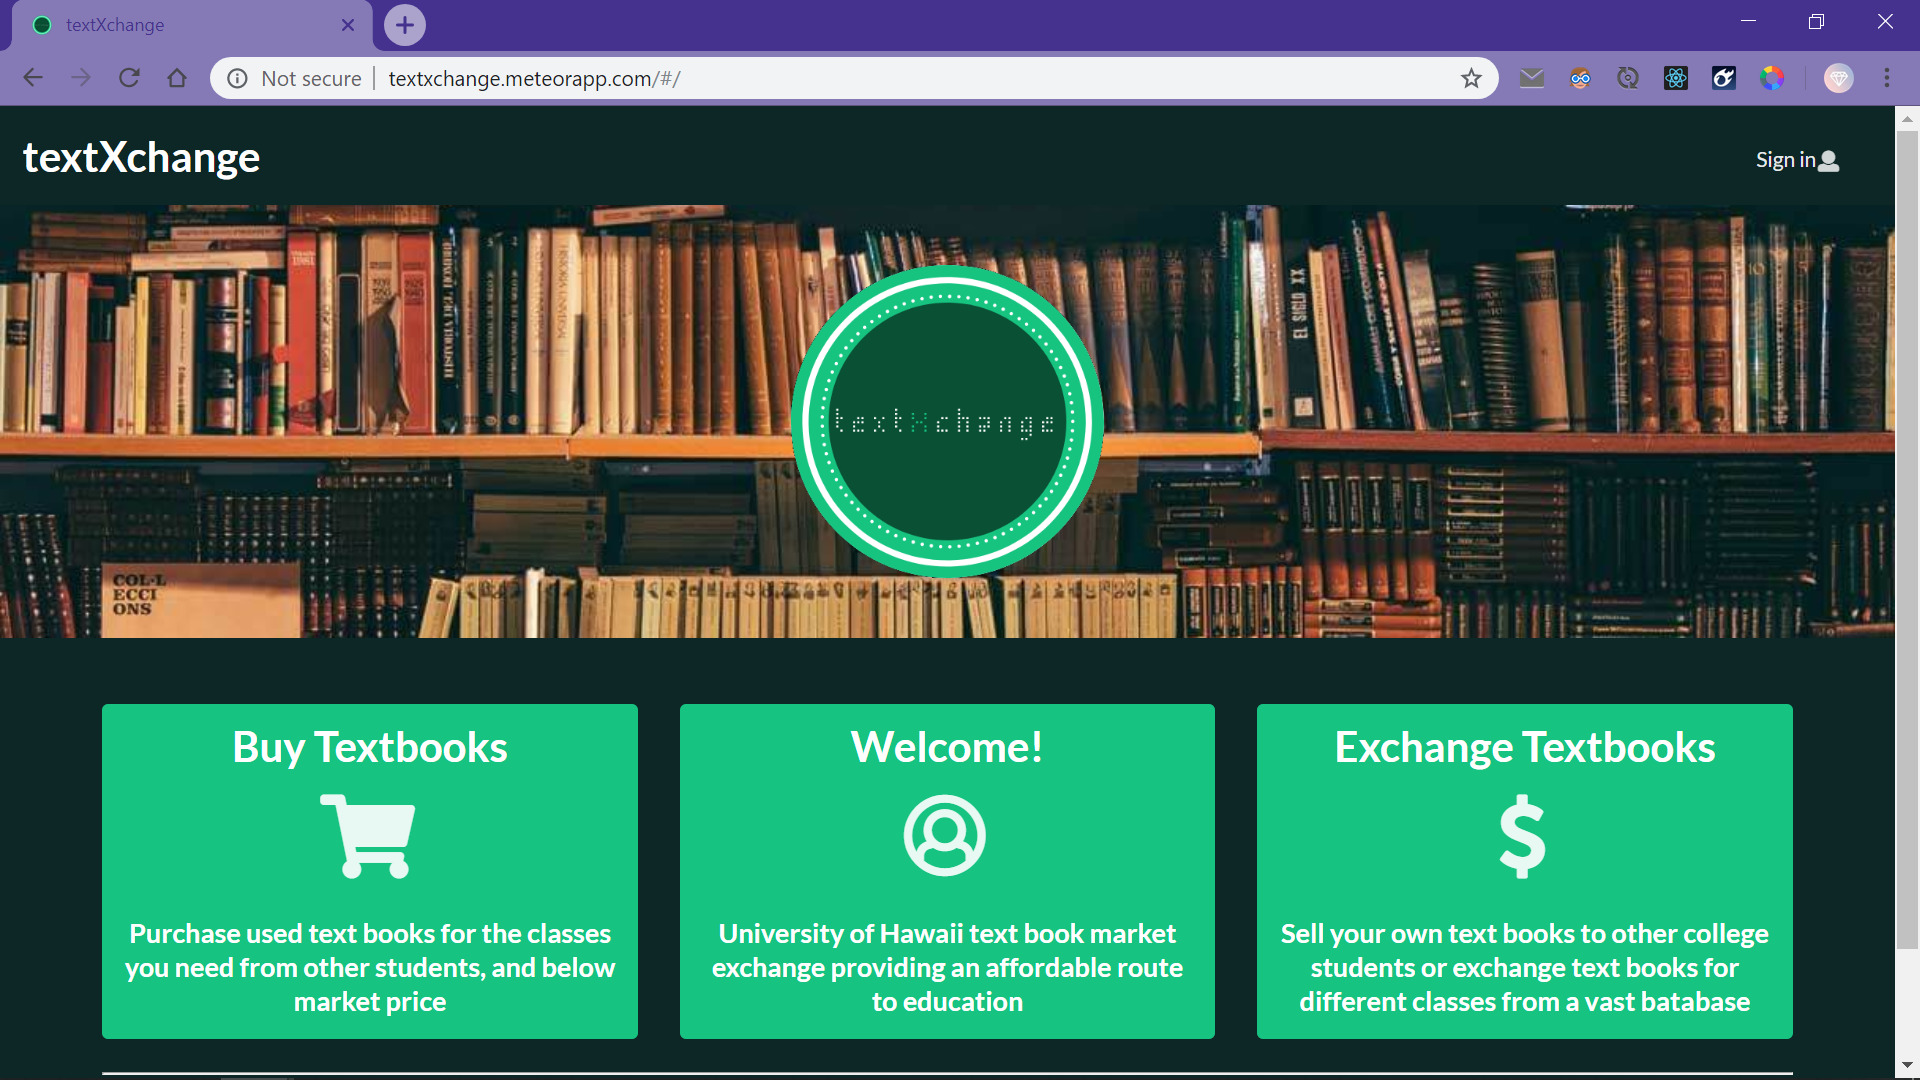 textXchange
Not secure
textxchange.meteorapp.com/#/
textXchange
Sign in
EL SIGLO XX
textXchange
COL·L
ECCI
ONS
Buy Textbooks
Welcome!
Exchange Textbooks
Purchase used text books for the classes
you need from other students, and below
market price
University of Hawaii text book market
exchange providing an affordable route
to education
Sell your own text books to other college
students or exchange text books for
different classes from a vast batabase